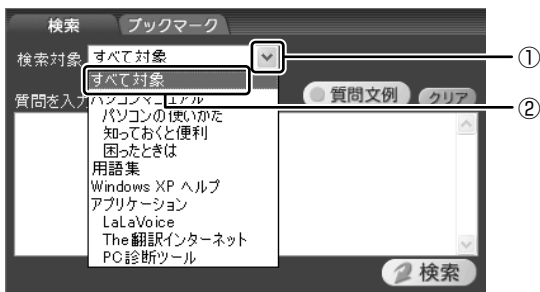 検索 ブックマーク
検索対象 すべて対象 ①
すべて対象
質問を入力 パソコンマニュアル 質問文例 クリア
パソコンの使いかた ②
知っておくと便利
困ったときは
用語集
Windows XP ヘルプ
アプリケーション
LaLaVoice
The翻訳インターネット
PC診断ツール
2 検索